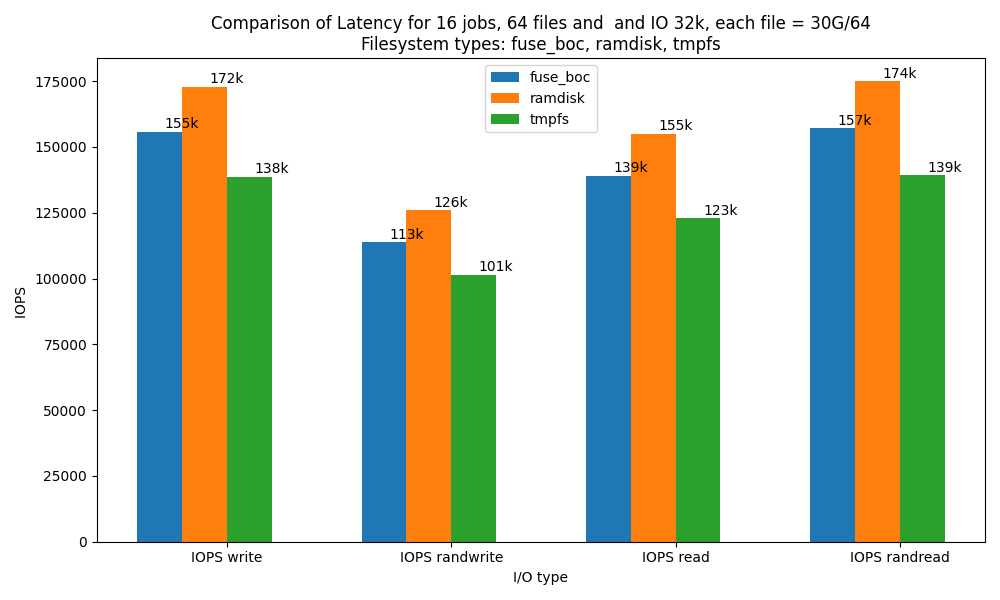 Comparison of Latency for 16 jobs, 64 files and  and IO 32k, each file = 30G/64
Filesystem types: fuse_boc, ramdisk, tmpfs
fuse_boc
ramdisk
tmpfs
IOPS
175000
150000
125000
100000
75000
50000
25000
0
155k
172k
138k
113k
126k
101k
139k
155k
123k
157k
174k
139k
IOPS write
IOPS randwrite
IOPS read
IOPS randread
I/O type